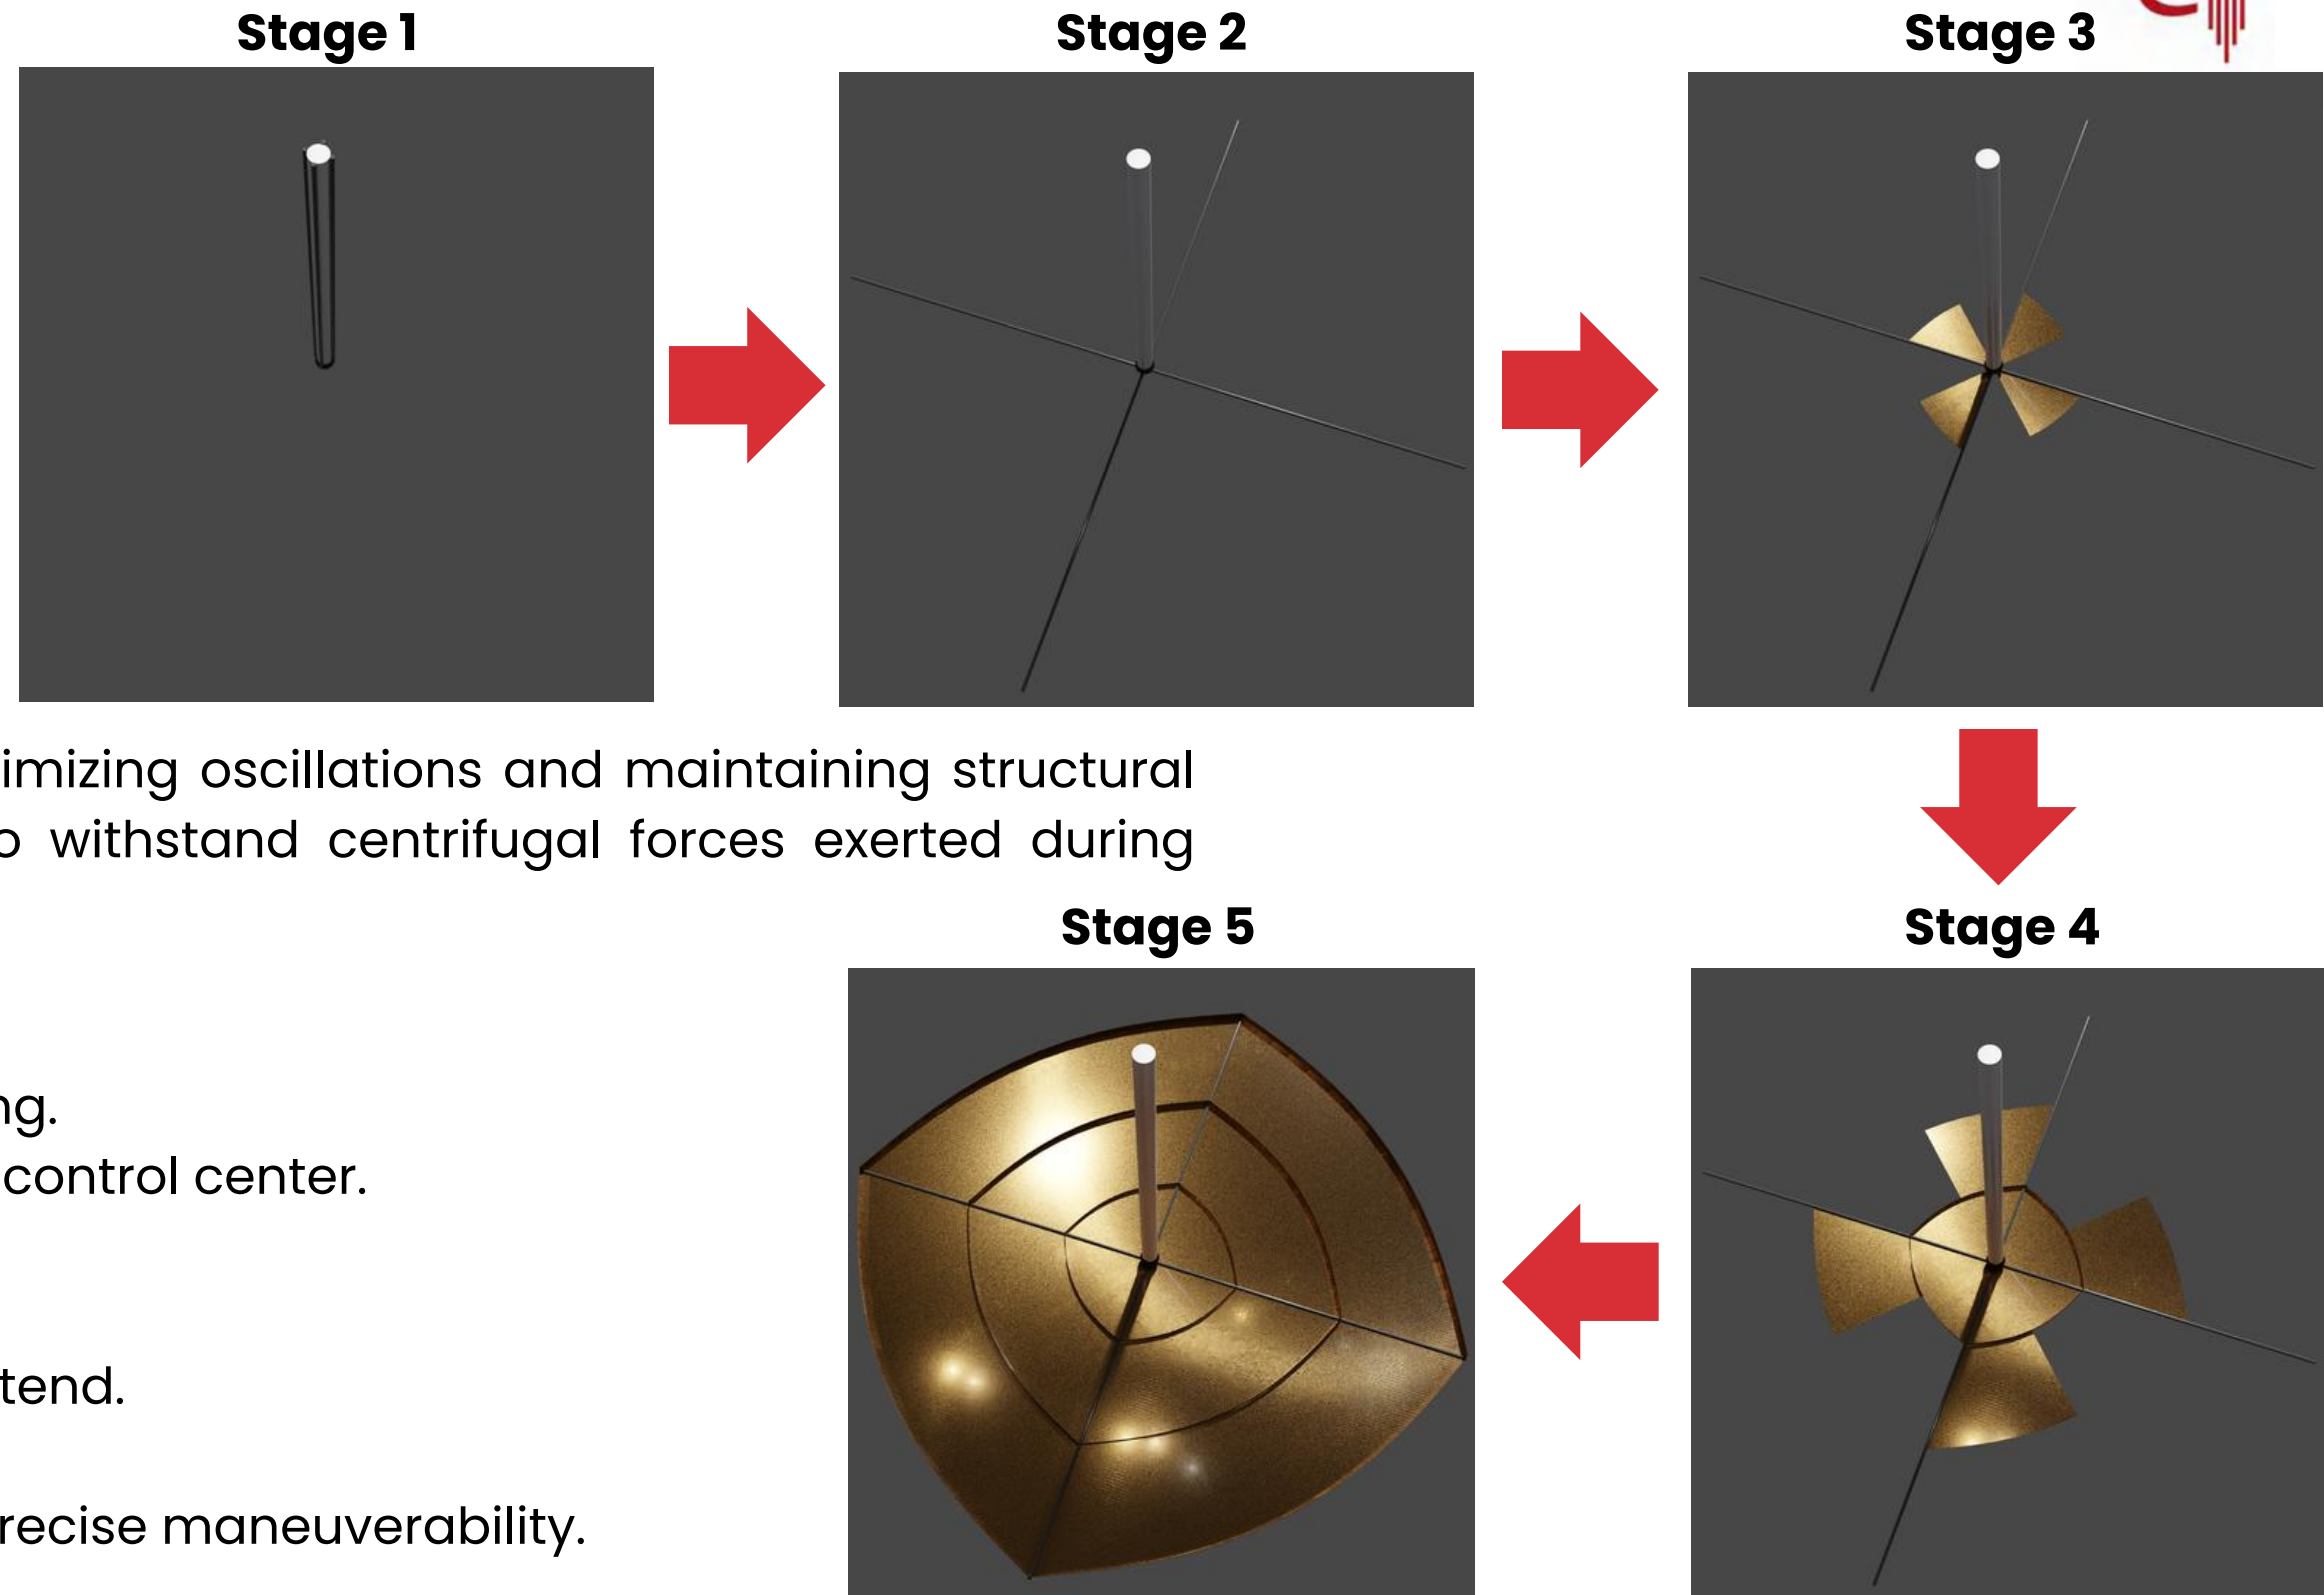 Stage 1
Stage 2
Stage 3
imizing oscillations and maintaining structural
withstand centrifugal forces exerted during
Stage 5
Stage 4
ng.
control center.
tend.
recise maneuverability.